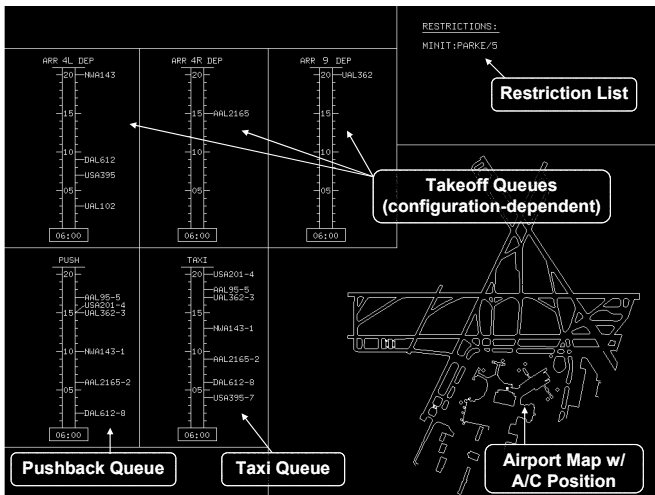 RESTRICTIONS:
MINIT:PARKE/5
Restriction List
ARR 4L DEP
20 NWA143
15
10
DAL612
USA395
05
UAL102
06:00
ARR 4R DEP
20
15 AAL2165
10
05
06:00
ARR 9 DEP
20 UAL362
15
10
05
06:00
Takeoff Queues
(configuration-dependent)
PUSH
20
AAL95-5
USA201-4
15 UAL362-3
10 NWA143-1
AAL2165-2
05
DAL612-8
06:00
TAXI
20 USA201-4
AAL95-5
UAL362-3
15
NWA143-1
10
AAL2165-2
DAL612-8
05
USA395-7
06:00
Pushback Queue
Taxi Queue
Airport Map w/
A/C Position